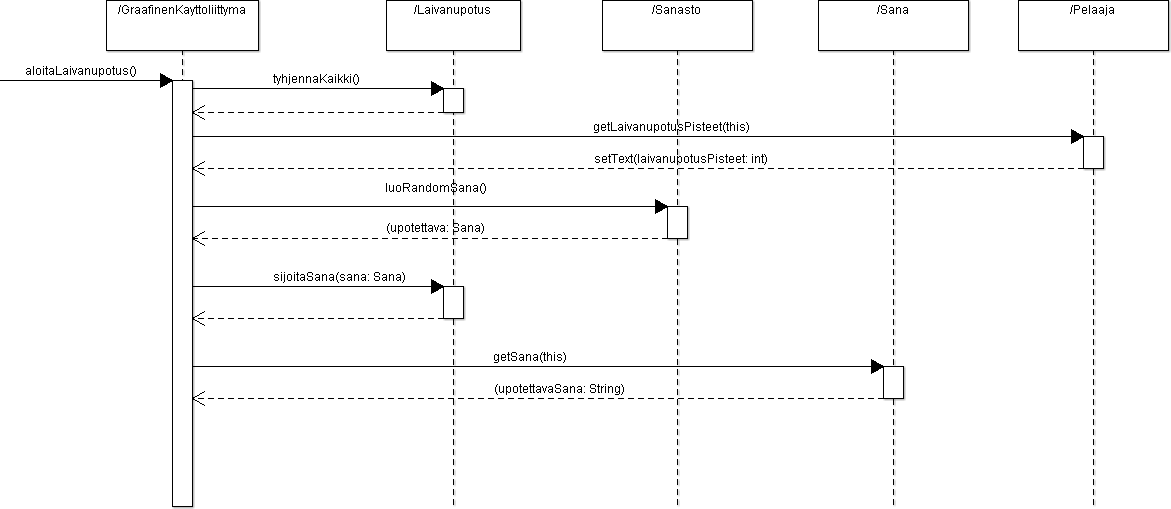 /GraafinenKayttoliittyma
/Laivanupotus
/Sanasto
/Sana
/Pelaaja
aloitaLaivanupotus()
tyhjennaKaikki()
getLaivanupotusPisteet(this)
setText(laivanupotusPisteet: int)
luoRandomSana()
(upotettava: Sana)
sijoitaSana(sana: Sana)
getSana(this)
(upotettavaSana: String)